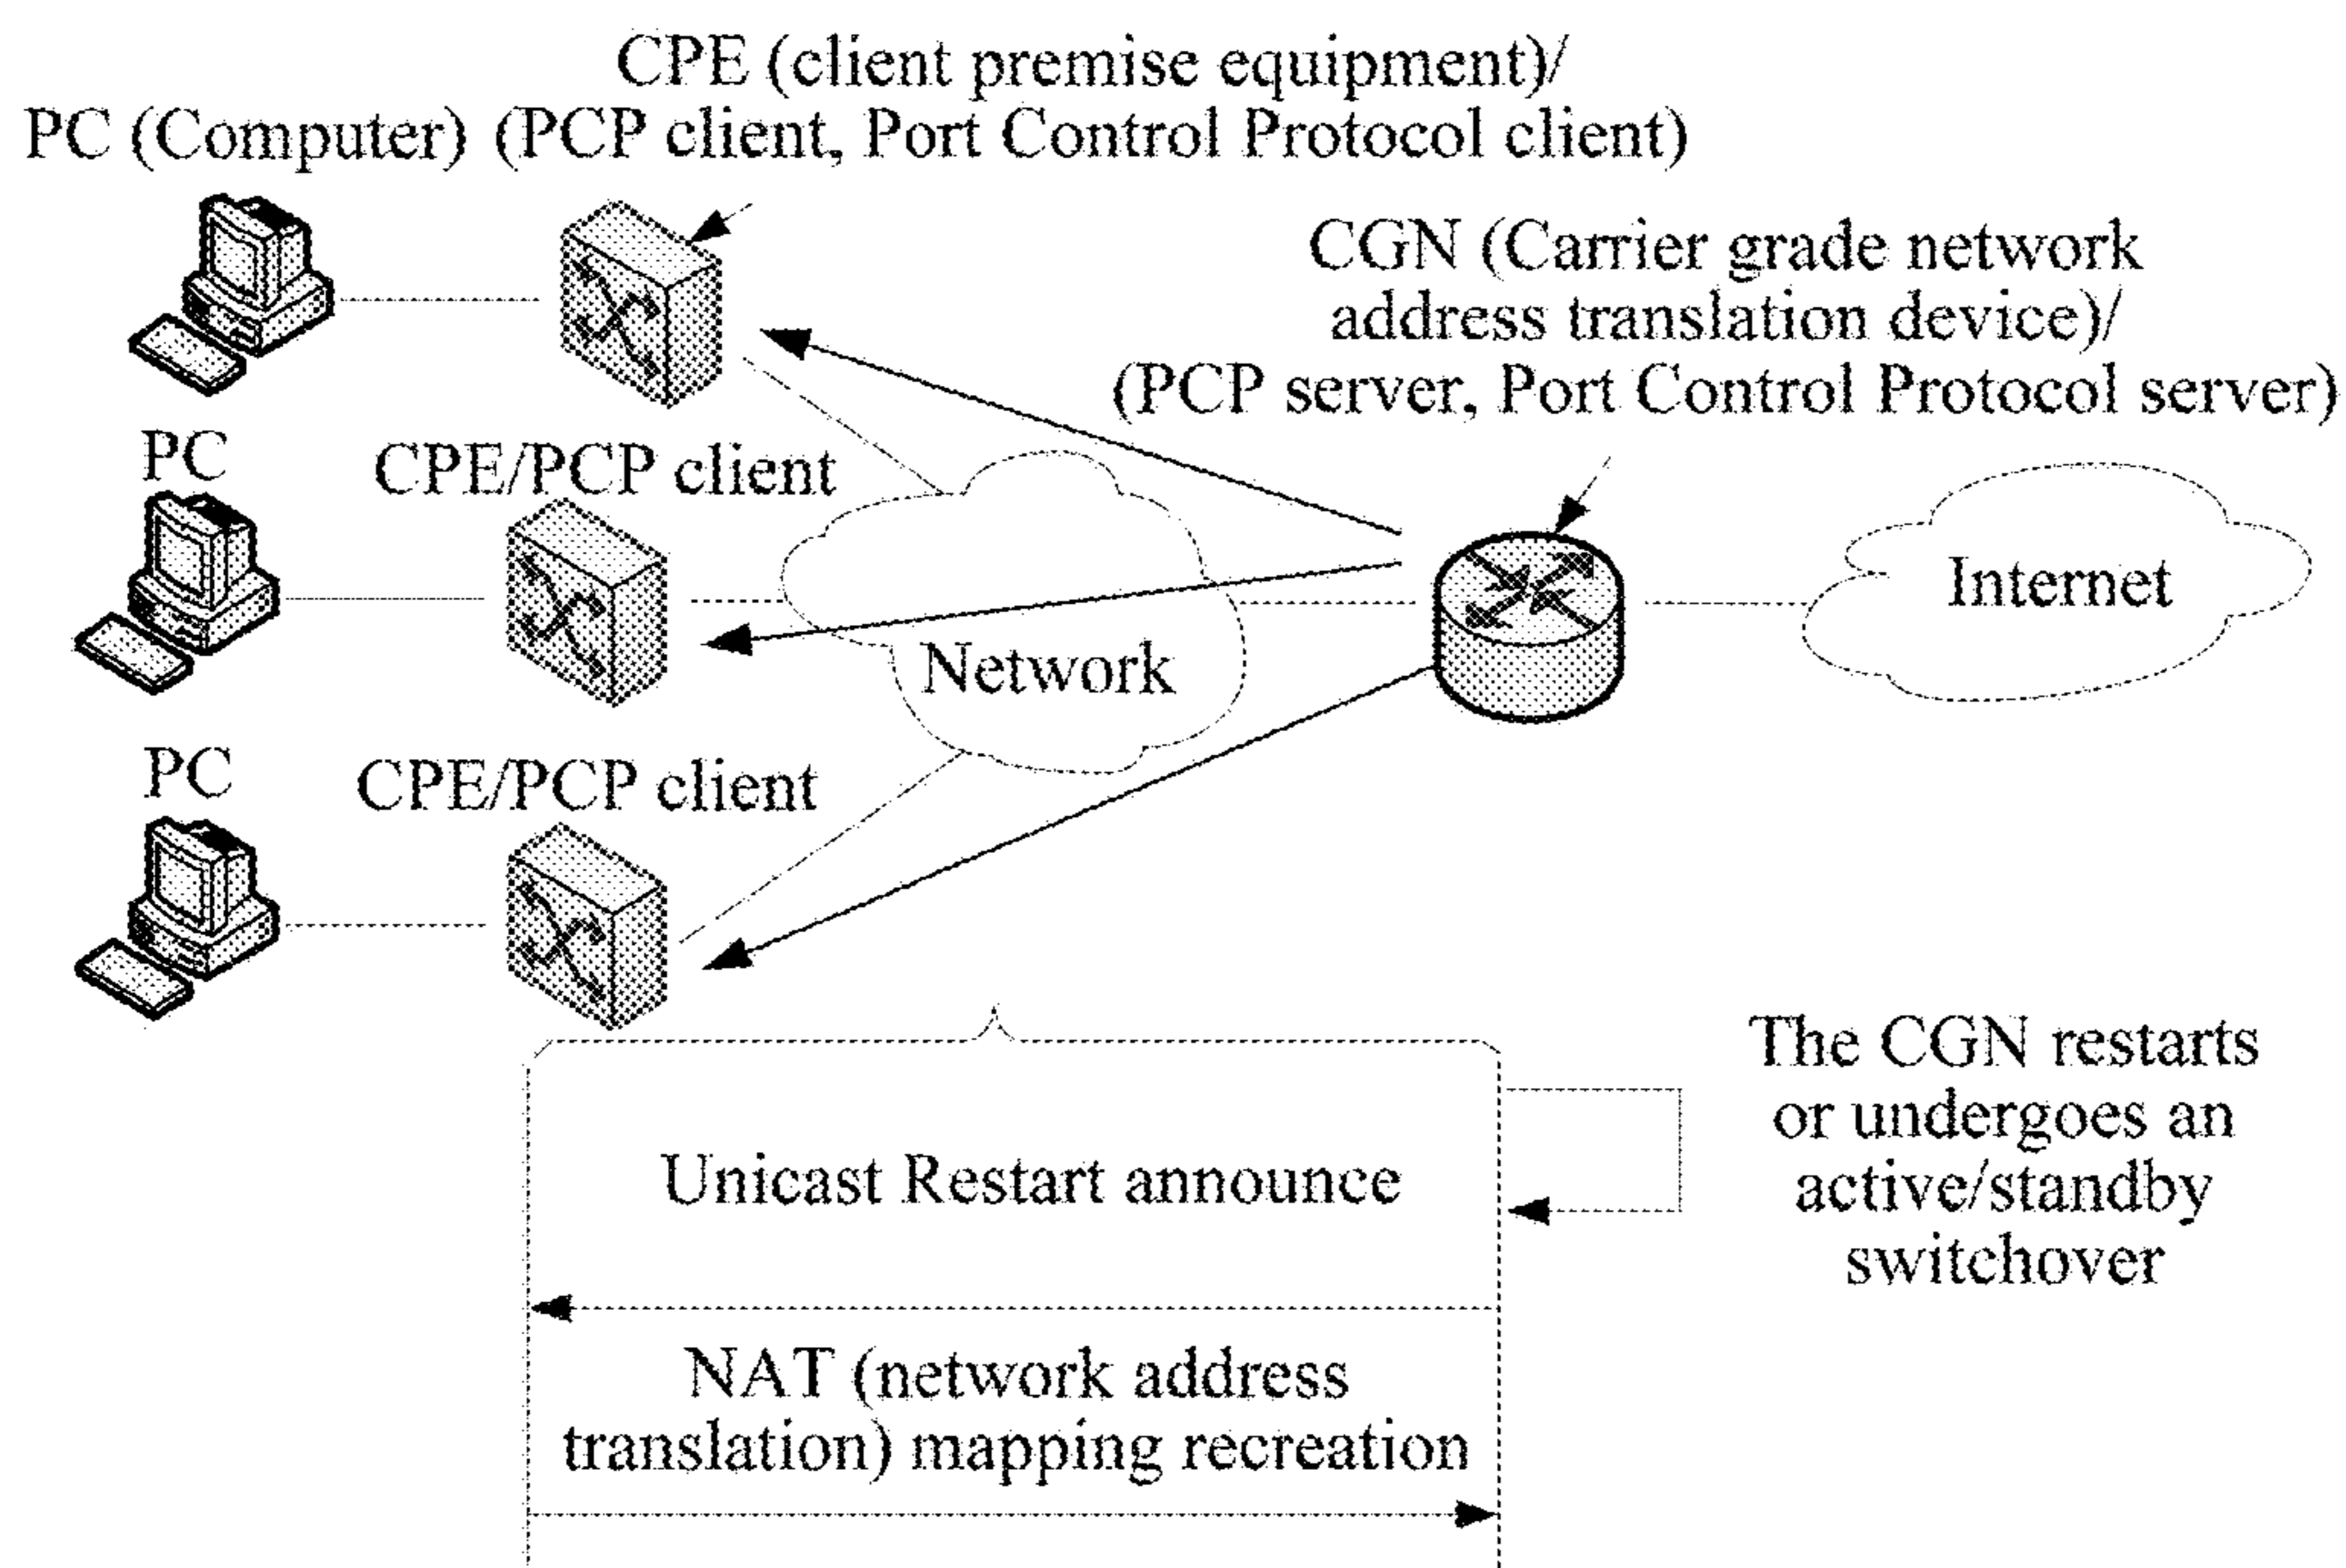 CPE (client premise equipment)/
PC (Computer) (PCP client, Port Control Protocol client)
CGN (Carrier grade network
address translation device)/
(PCP server, Port Control Protocol server)
PC
CPE/PCP client
Internet
Network
PC
CPE/PCP client
The CGN restarts
or undergoes an
active/standby
switchover
Unicast Restart announce
NAT (network address
translation) mapping recreation